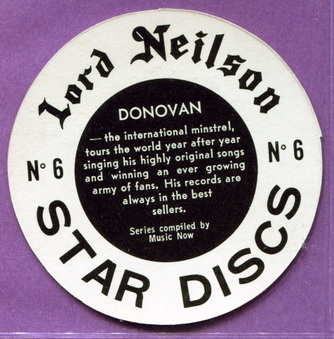 Lord Neilson
Nº 6
Nº 6
DONOVAN
— the international minstrel,
tours the world year after year
singing his highly original songs
and winning an ever growing
army of fans. His records are
always in the best
sellers.
Series compiled by
Music Now
STAR DISCS